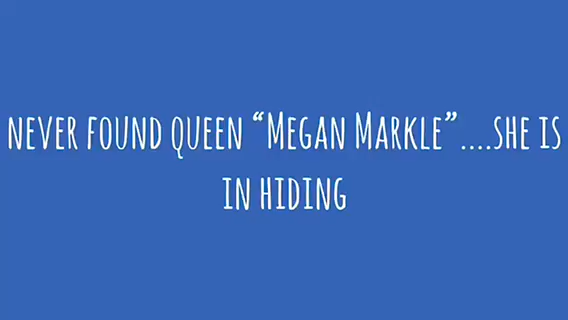 never found queen “Megan Markle”....she is
in hiding